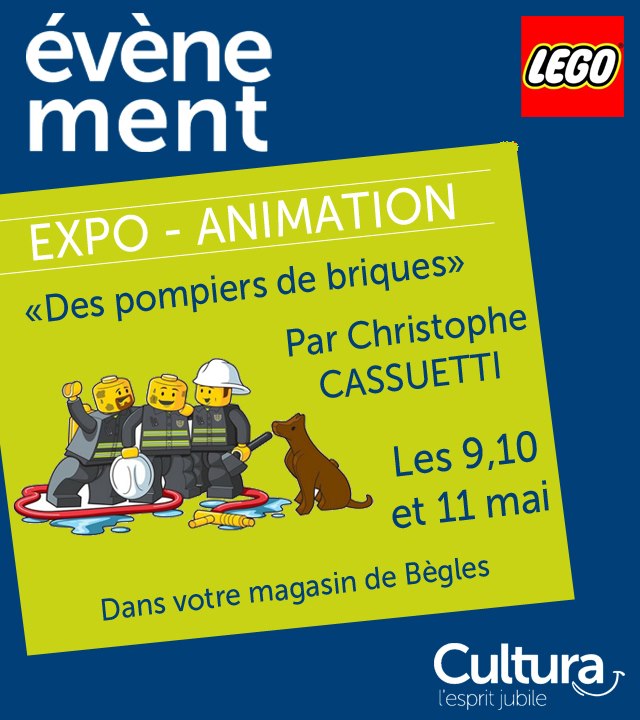 évène
ment
LEGO
EXPO - ANIMATION
«Des pompiers de briques»
Par Christophe
CASSUETTI
Les 9,10
et 11 mai
Dans votre magasin de Bègles
Cultura
l'esprit jubile